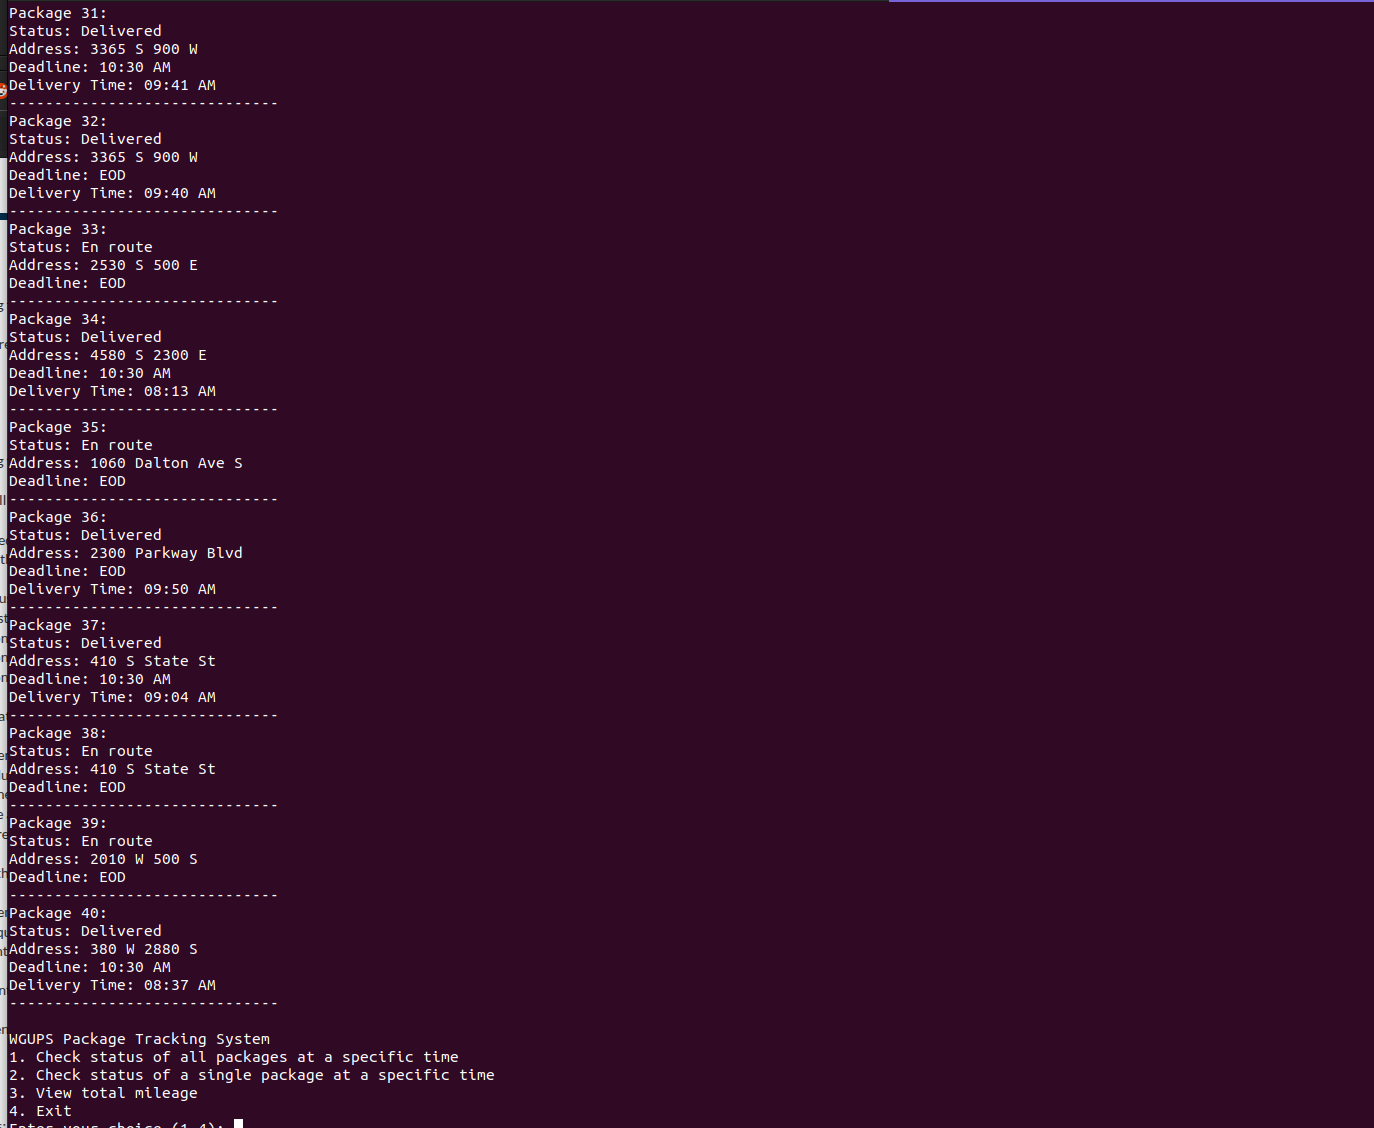 Package 31:
Status: Delivered
Address: 3365 S 900 W
Deadline: 10:30 AM
Delivery Time: 09:41 AM
------------------------------
Package 32:
Status: Delivered
Address: 3365 S 900 W
Deadline: EOD
Delivery Time: 09:40 AM
------------------------------
Package 33:
Status: En route
Address: 2530 S 500 E
Deadline: EOD
------------------------------
Package 34:
Status: Delivered
Address: 4580 S 2300 E
Deadline: 10:30 AM
Delivery Time: 08:13 AM
------------------------------
Package 35:
Status: En route
Address: 1060 Dalton Ave S
Deadline: EOD
------------------------------
Package 36:
Status: Delivered
Address: 2300 Parkway Blvd
Deadline: EOD
Delivery Time: 09:50 AM
------------------------------
Package 37:
Status: Delivered
Address: 410 S State St
Deadline: 10:30 AM
Delivery Time: 09:04 AM
------------------------------
Package 38:
Status: En route
Address: 410 S State St
Deadline: EOD
------------------------------
Package 39:
Status: En route
Address: 2010 W 500 S
Deadline: EOD
------------------------------
Package 40:
Status: Delivered
Address: 380 W 2880 S
Deadline: 10:30 AM
Delivery Time: 08:37 AM
------------------------------
WGUPS Package Tracking System
1. Check status of all packages at a specific time
2. Check status of a single package at a specific time
3. View total mileage
4. Exit
Enter your choice (1-4):